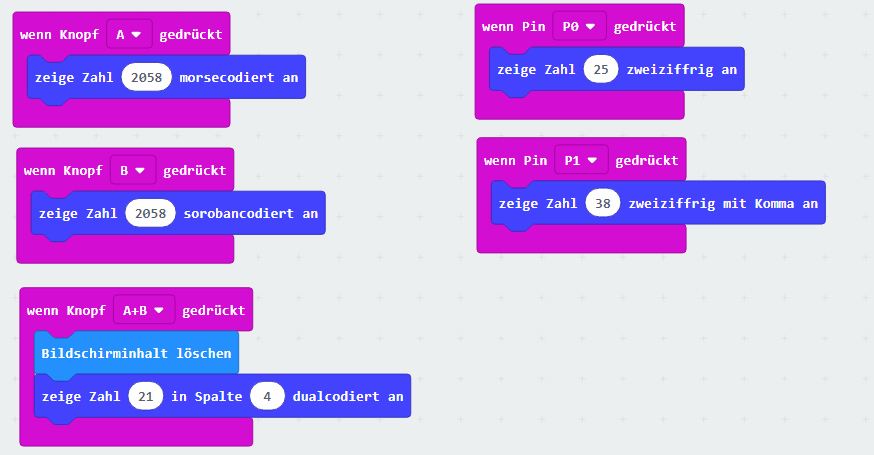 wenn Knopf A gedrückt
zeige Zahl 2058 morsecodiert an
wenn Knopf B gedrückt
zeige Zahl 2058 sorobancodiert an
wenn Knopf A+B gedrückt
Bildschirminhalt löschen
zeige Zahl 21 in Spalte 4 dualcodiert an
wenn Pin P0 gedrückt
zeige Zahl 25 zweiziffrig an
wenn Pin P1 gedrückt
zeige Zahl 38 zweiziffrig mit Komma an